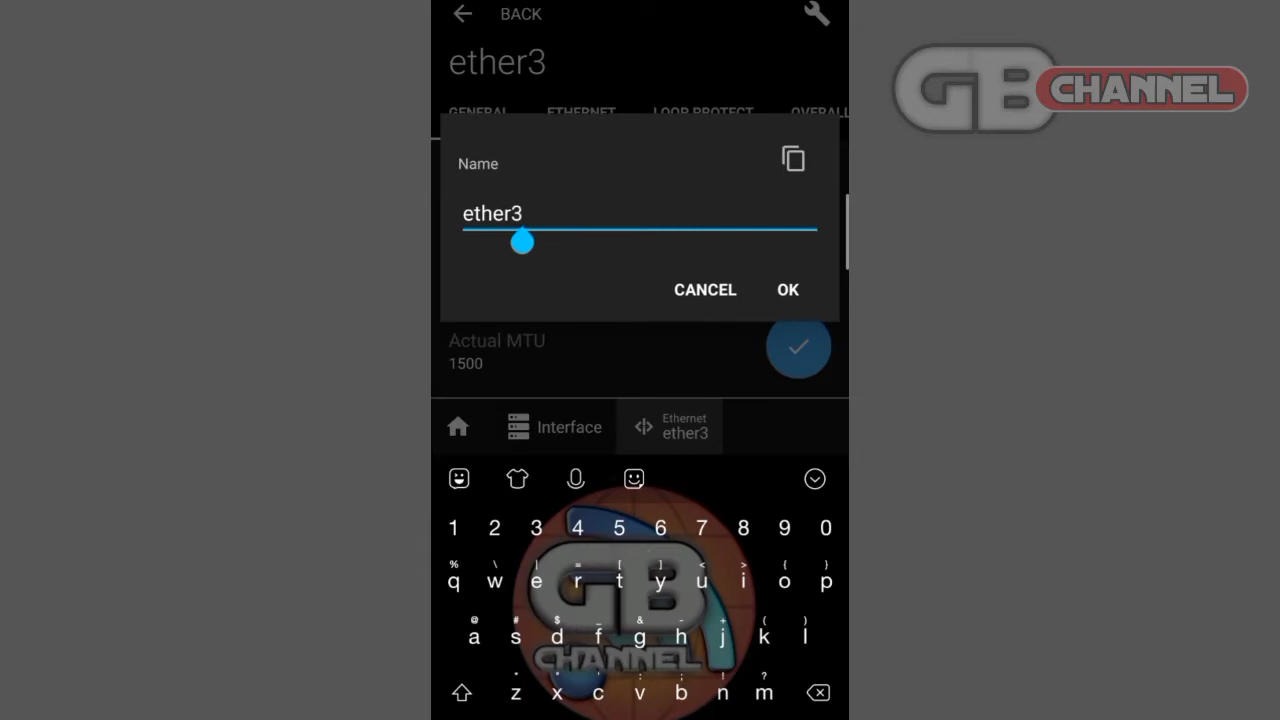 BACK
GB CHANNEL
ether3
GENERAL ETHERNET LOOP PROTECT OVERALL
Name
ether3
CANCEL OK
Actual MTU
1500
Interface
Ethernet
ether3
1 2 3 4 5 6 7 8 9 0
% \ | = [ ] < > { }
q w e r t y u i o p
@ # $ _ & - + ( )
a s d f g h j k l
* " ' : ; ! ?
z x c v b n m
GB
CHANNEL